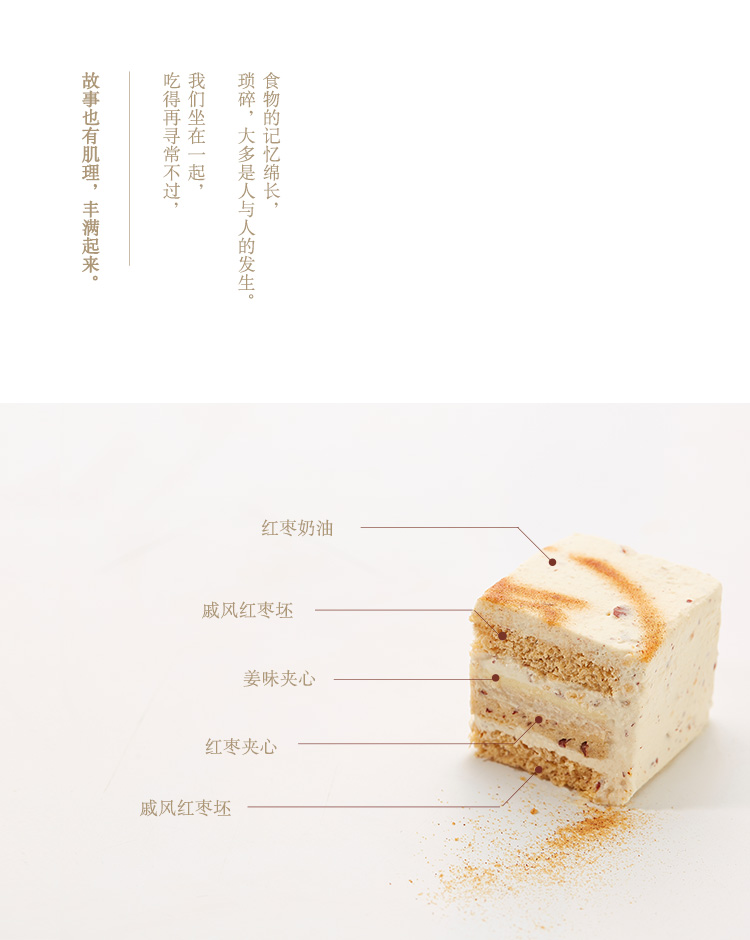 食物的记忆绵长，
琐碎，大多是人与人的发生。
我们坐在一起，
吃得再寻常不过，
故事也有肌理，丰满起来。
红枣奶油
戚风红枣坯
姜味夹心
红枣夹心
戚风红枣坯